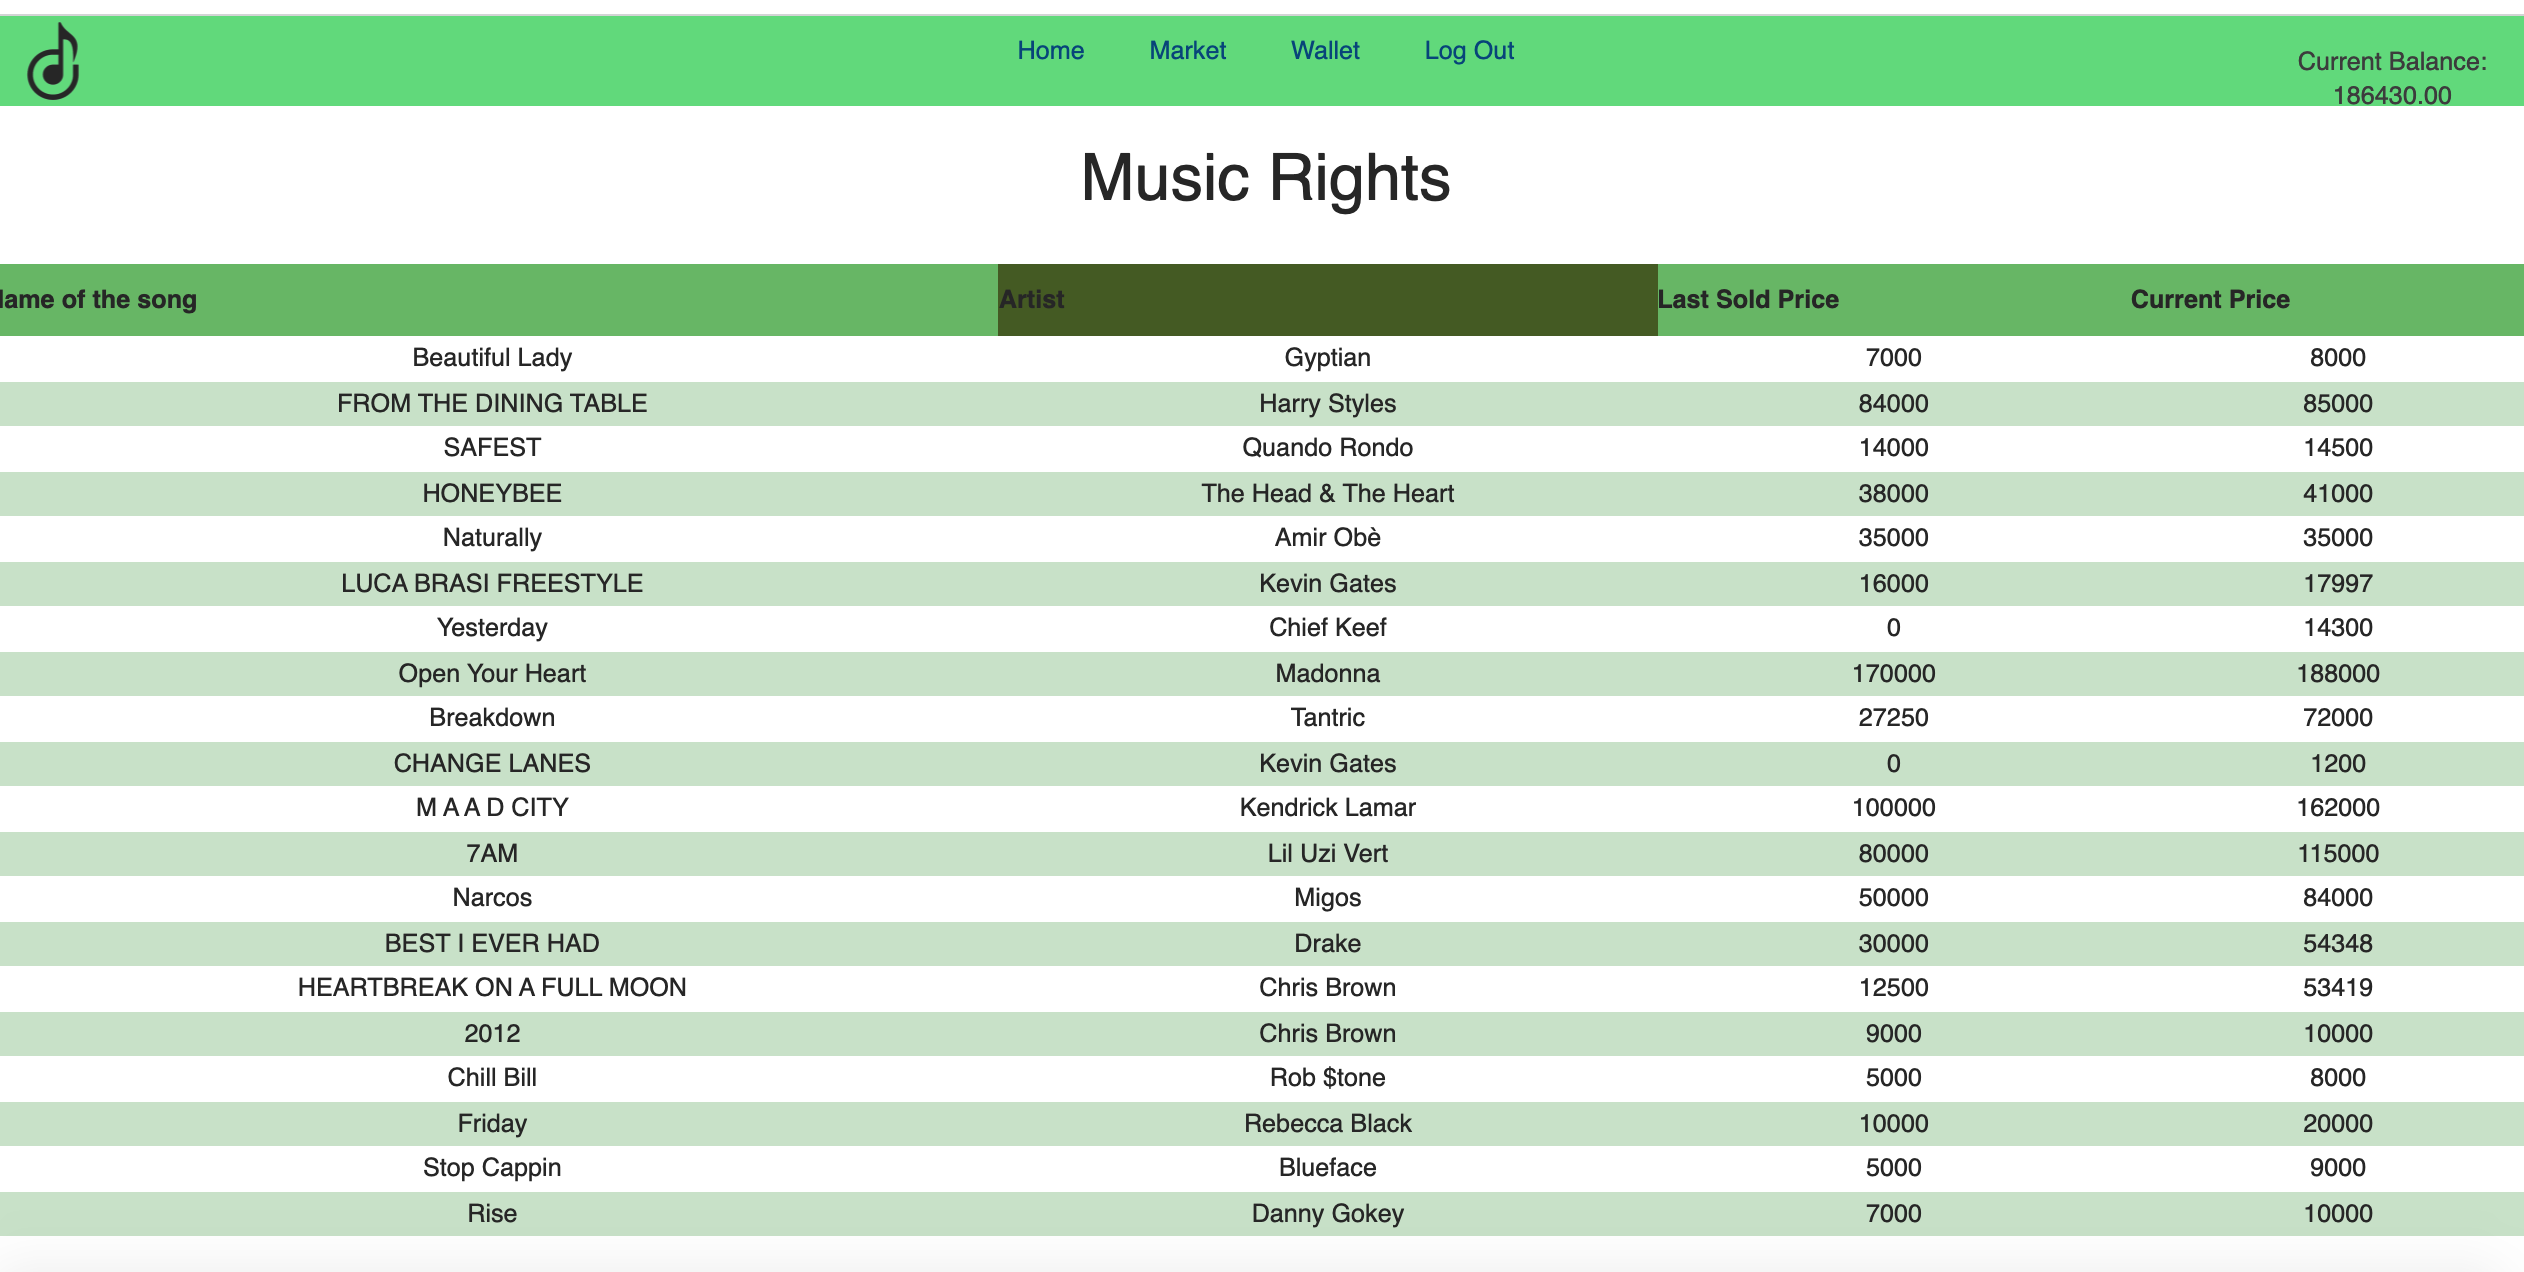 Home Market Wallet Log Out
Current Balance:
186430.00
Music Rights
ame of the song Artist Last Sold Price Current Price
Beautiful Lady Gyptian 7000 8000
FROM THE DINING TABLE Harry Styles 84000 85000
SAFEST Quando Rondo 14000 14500
HONEYBEE The Head & The Heart 38000 41000
Naturally Amir Obè 35000 35000
LUCA BRASI FREESTYLE Kevin Gates 16000 17997
Yesterday Chief Keef 0 14300
Open Your Heart Madonna 170000 188000
Breakdown Tantric 27250 72000
CHANGE LANES Kevin Gates 0 1200
M A A D CITY Kendrick Lamar 100000 162000
7AM Lil Uzi Vert 80000 115000
Narcos Migos 50000 84000
BEST I EVER HAD Drake 30000 54348
HEARTBREAK ON A FULL MOON Chris Brown 12500 53419
2012 Chris Brown 9000 10000
Chill Bill Rob $tone 5000 8000
Friday Rebecca Black 10000 20000
Stop Cappin Blueface 5000 9000
Rise Danny Gokey 7000 10000